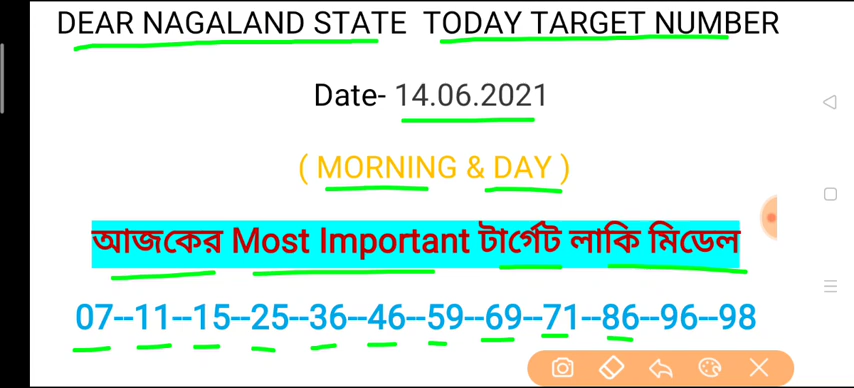 DEAR NAGALAND STATE TODAY TARGET NUMBER
Date- 14.06.2021
( MORNING & DAY )
আজকের Most Important টার্গেট লাকি মিডেল
07--11--15--25--36--46--59--69--71--86--96--98